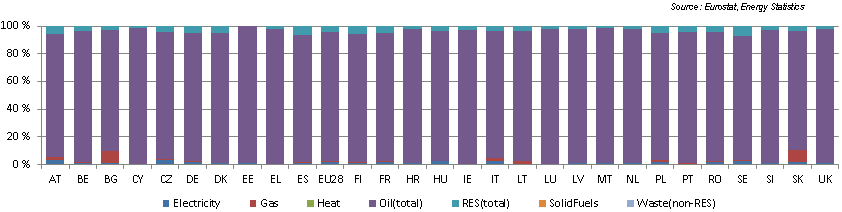 Source : Eurostat, Energy Statistics
100 %
80 %
60 %
40 %
20 %
0 %
AT BE BG CY CZ DE DK EE EL ES EU28 FI FR HR HU IE IT LT LU LV MT NL PL PT RO SE SI SK UK
Electricity Gas Heat Oil(total) RES(total) SolidFuels Waste(non-RES)